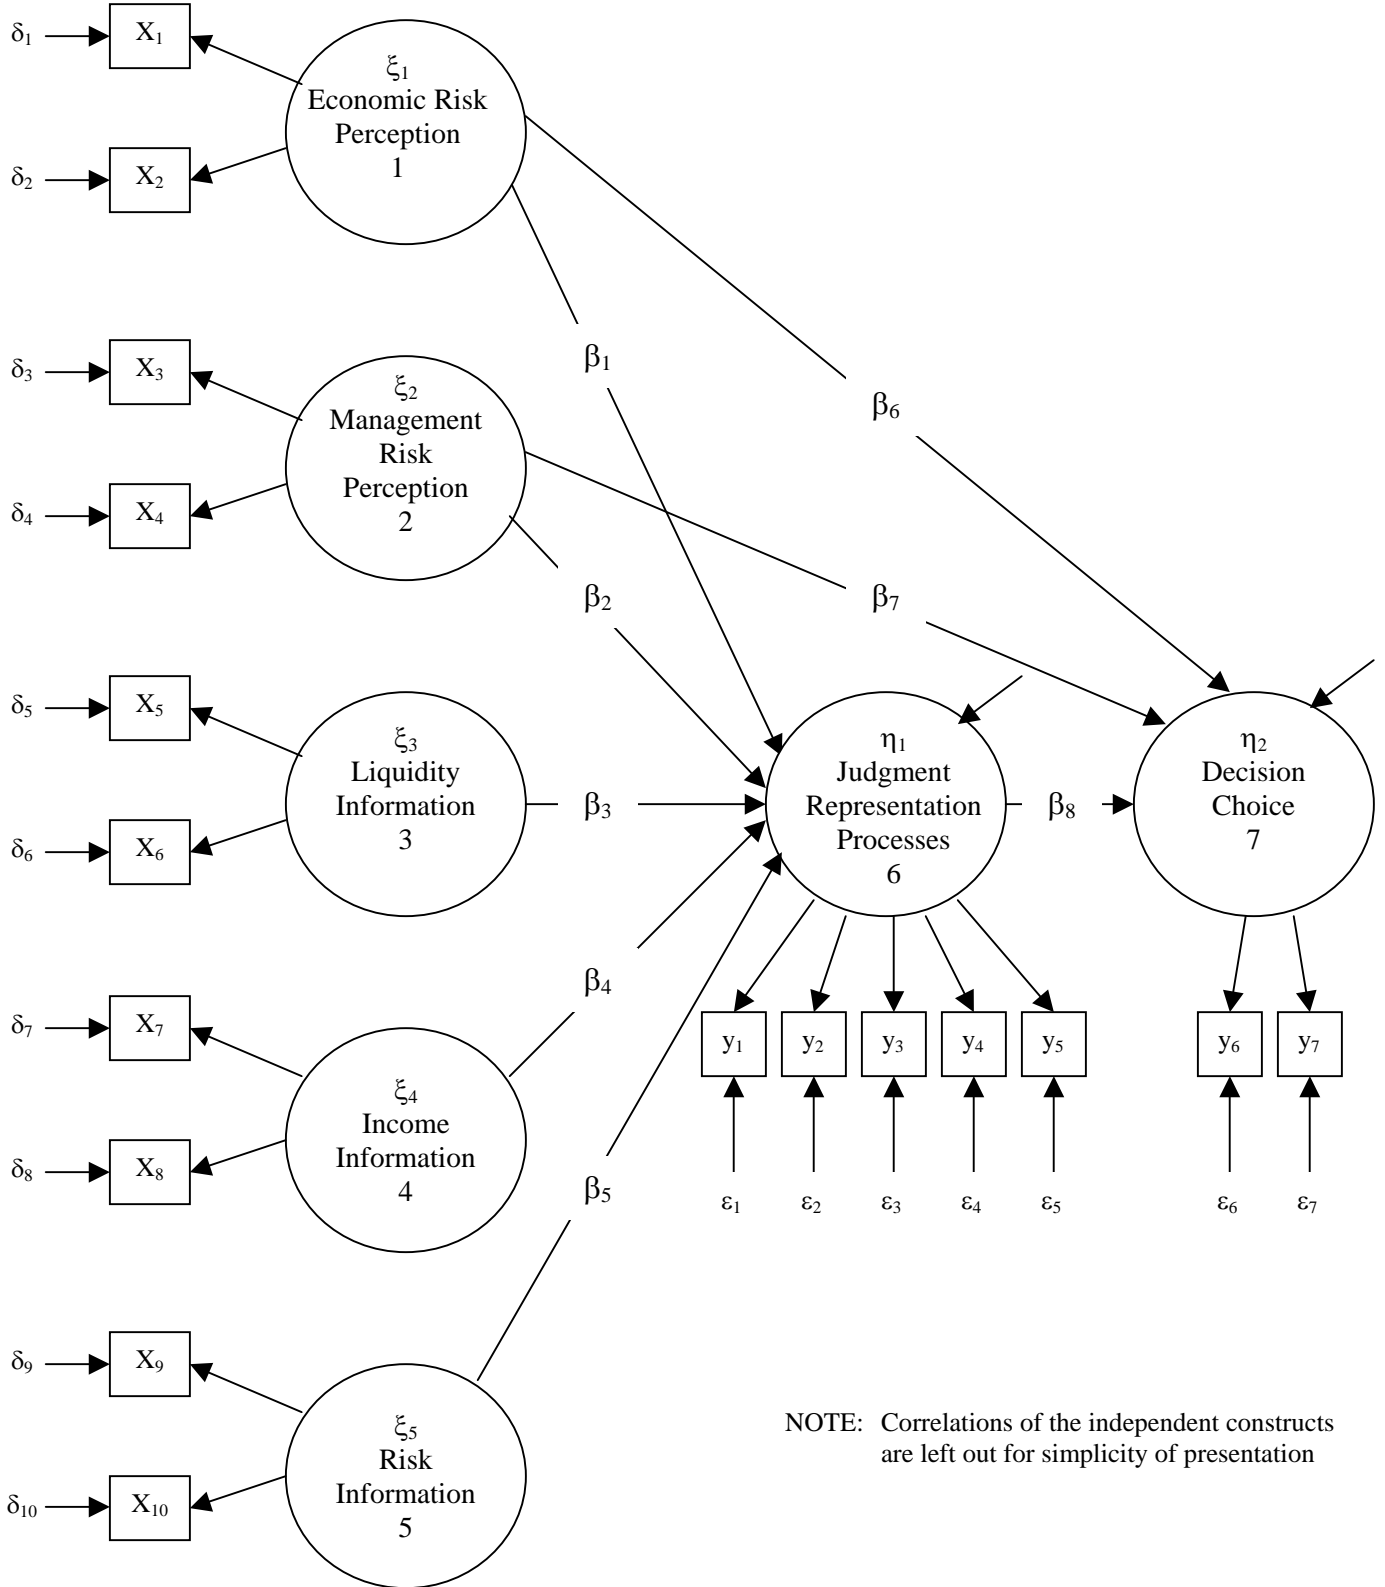 δ₁
X₁
ξ₁
Economic Risk
Perception
1
δ₂
X₂
β₁
δ₃
X₃
ξ₂
Management
Risk
Perception
2
β₆
δ₄
X₄
β₂
β₇
δ₅
X₅
ξ₃
Liquidity
Information
3
β₃
η₁
Judgment
Representation
Processes
6
β₈
η₂
Decision
Choice
7
δ₆
X₆
β₄
δ₇
X₇
y₁
y₂
y₃
y₄
y₅
y₆
y₇
ξ₄
Income
Information
4
δ₈
X₈
β₅
ε₁
ε₂
ε₃
ε₄
ε₅
ε₆
ε₇
δ₉
X₉
ξ₅
Risk
Information
5
δ₁₀
X₁₀
NOTE: Correlations of the independent constructs
are left out for simplicity of presentation